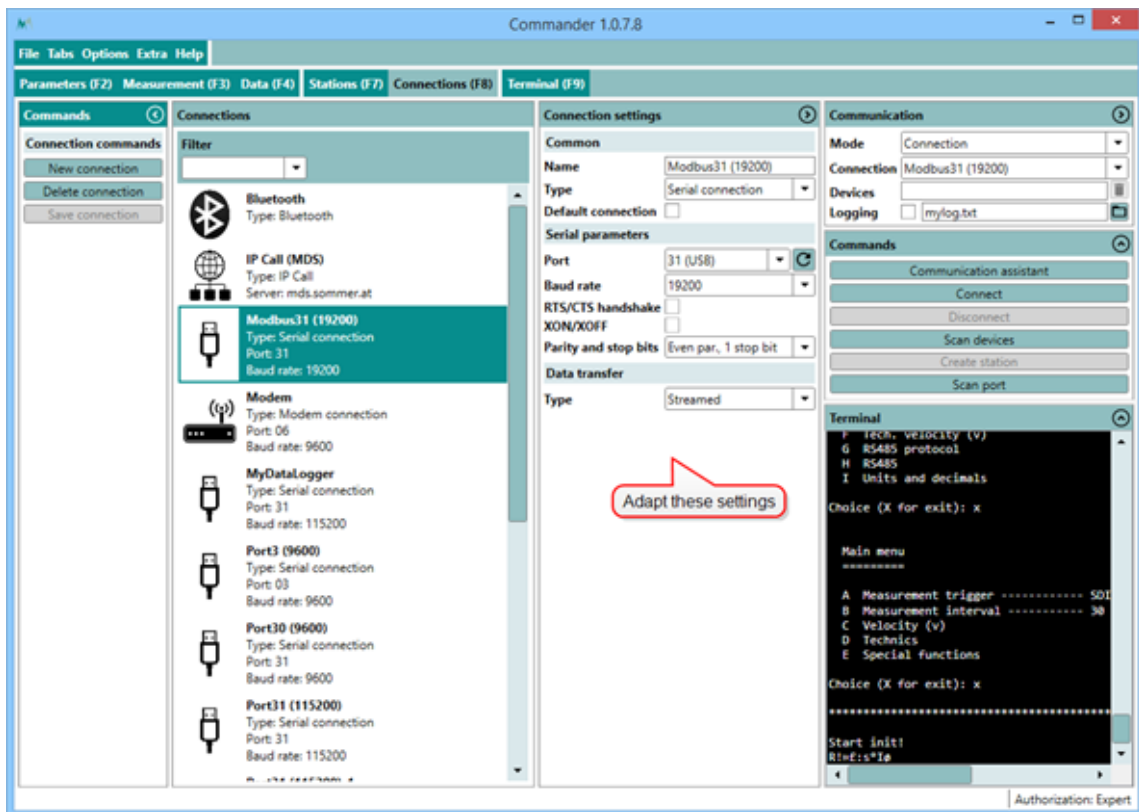 Commander 1.0.7.8
File Tabs Options Extra Help
Parameters (F2) Measurement (F3) Data (F4) Stations (F7) Connections (F8) Terminal (F9)
Commands
Connection commands
New connection
Delete connection
Save connection
Connections
Filter
Bluetooth
Type: Bluetooth
IP Call (MDS)
Type: IP Call
Server: mds.sommer.at
Modbus31 (19200)
Type: Serial connection
Port: 31
Baud rate: 19200
Modem
Type: Modem connection
Port: 06
Baud rate: 9600
MyDataLogger
Type: Serial connection
Port: 31
Baud rate: 115200
Port3 (9600)
Type: Serial connection
Port: 03
Baud rate: 9600
Port30 (9600)
Type: Serial connection
Port: 31
Baud rate: 9600
Port31 (115200)
Type: Serial connection
Port: 31
Baud rate: 115200
Connection settings
Common
Name Modbus31 (19200)
Type Serial connection
Default connection
Serial parameters
Port 31 (USB)
Baud rate 19200
RTS/CTS handshake
XON/XOFF
Parity and stop bits Even par., 1 stop bit
Data transfer
Type Streamed
Adapt these settings
Communication
Mode Connection
Connection Modbus31 (19200)
Devices
Logging mylog.txt
Commands
Communication assistant
Connect
Disconnect
Scan devices
Create station
Scan port
Terminal
F Tech. velocity (v)
G RS485 protocol
H RS485
I Units and decimals
Choice (X for exit): x
Main menu
---------
A Measurement trigger ------------ SDI
B Measurement interval ----------- 30
C Velocity (v)
D Technics
E Special functions
Choice (X for exit): x
******************************************
Start init!
Authorization: Expert